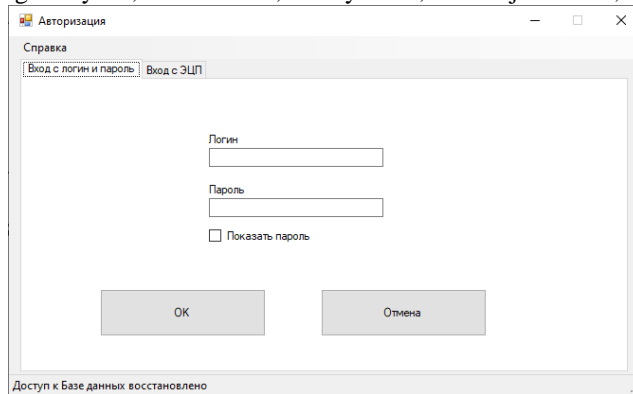 Авторизация
Справка
Вход с логин и пароль Вход с ЭЦП
Логин
Пароль
Показать пароль
OK Отмена
Доступ к Базе данных восстановлено